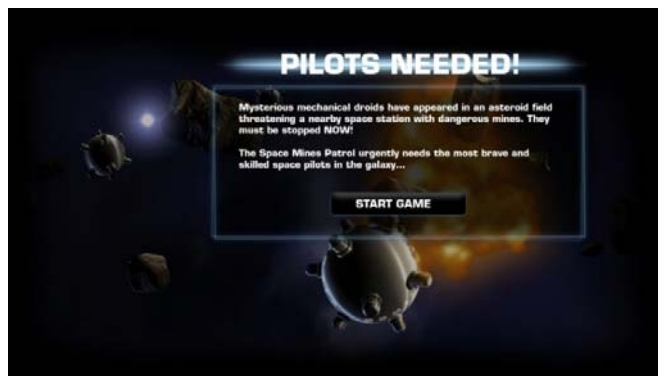 PILOTS NEEDED!
Mysterious mechanical droids have appeared in an asteroid field
threatening a nearby space station with dangerous mines. They
must be stopped NOW!
The Space Mines Patrol urgently needs the most brave and
skilled space pilots in the galaxy...
START GAME